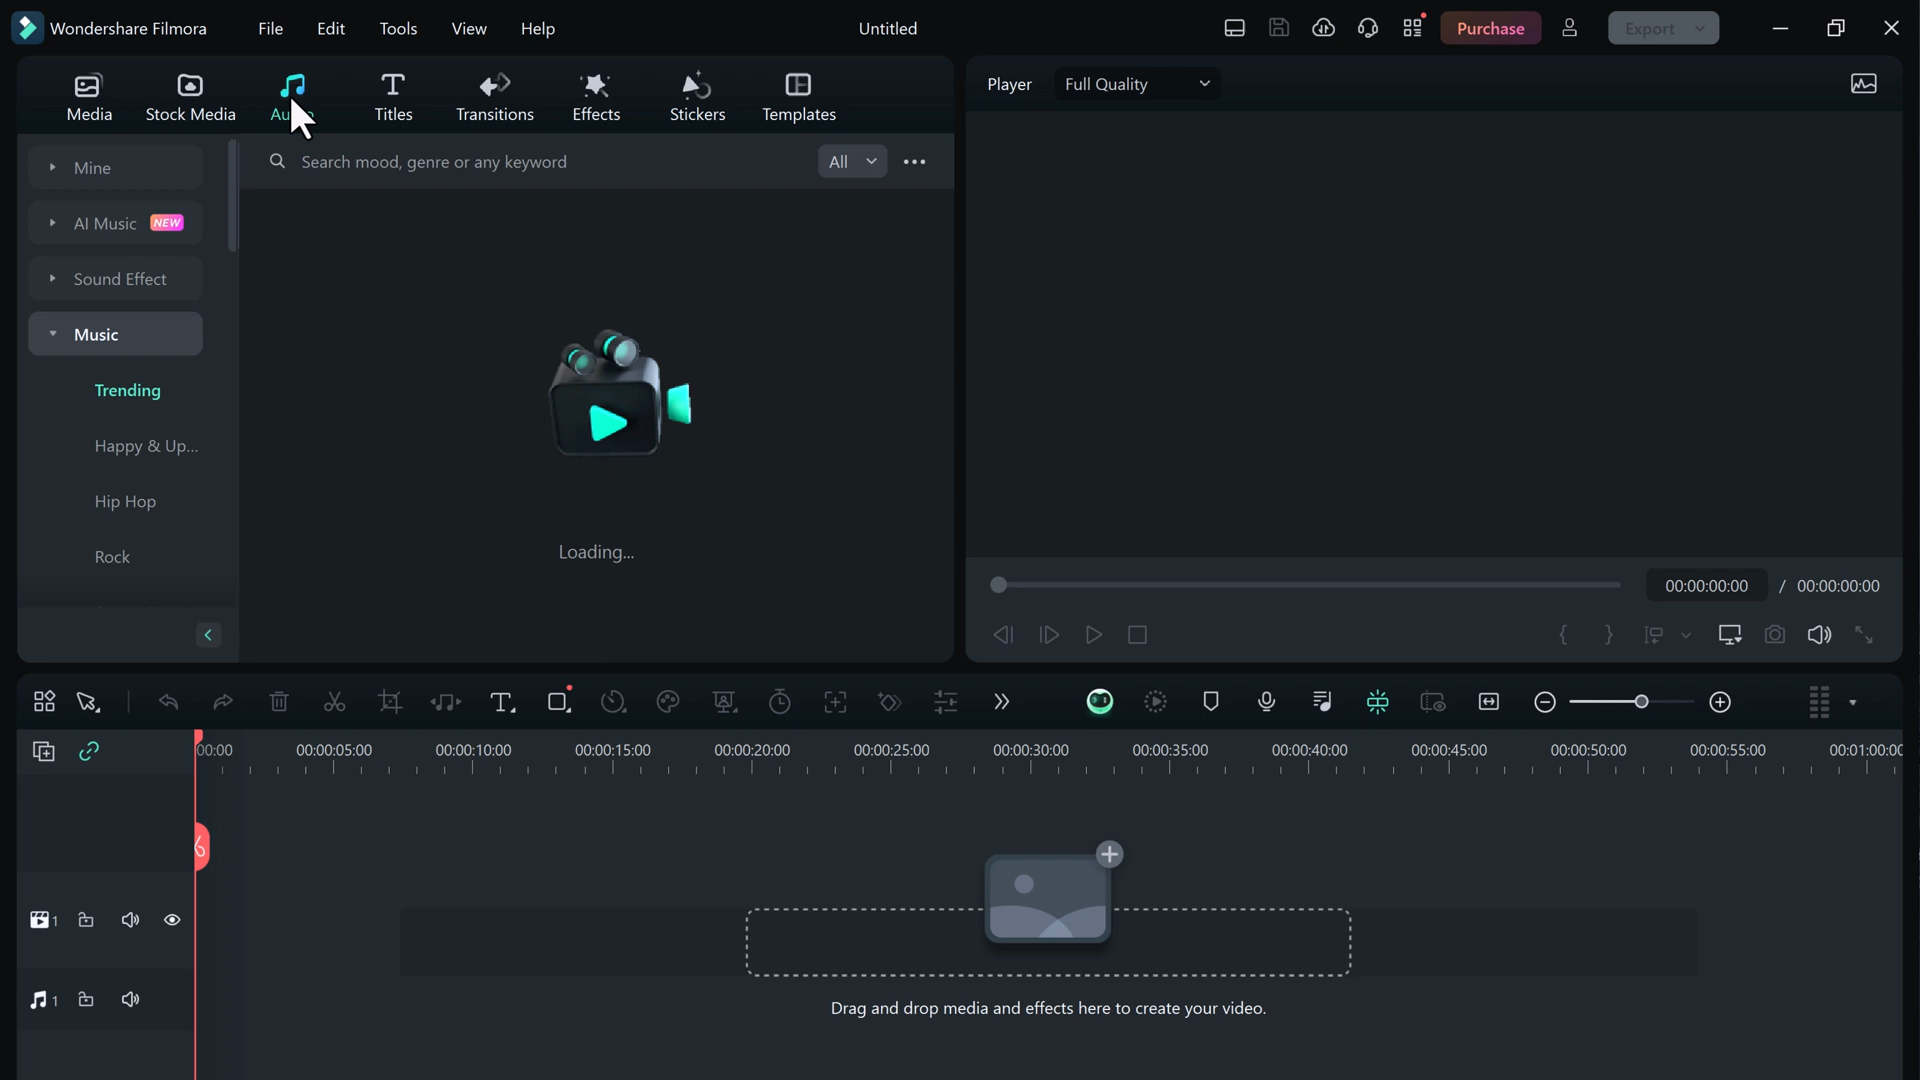 Wondershare Filmora File Edit Tools View Help Untitled Purchase Export
Media Stock Media Titles Transitions Effects Stickers Templates
Player Full Quality
Search mood, genre or any keyword All
Mine
AI Music NEW
Sound Effect
Music
Trending
Happy & Up...
Hip Hop
Rock
Loading...
00:00:00:00 / 00:00:00:00
00:00 00:00:05:00 00:00:10:00 00:00:15:00 00:00:20:00 00:00:25:00 00:00:30:00 00:00:35:00 00:00:40:00 00:00:45:00 00:00:50:00 00:00:55:00 00:01:00:00
1
1
Drag and drop media and effects here to create your video.